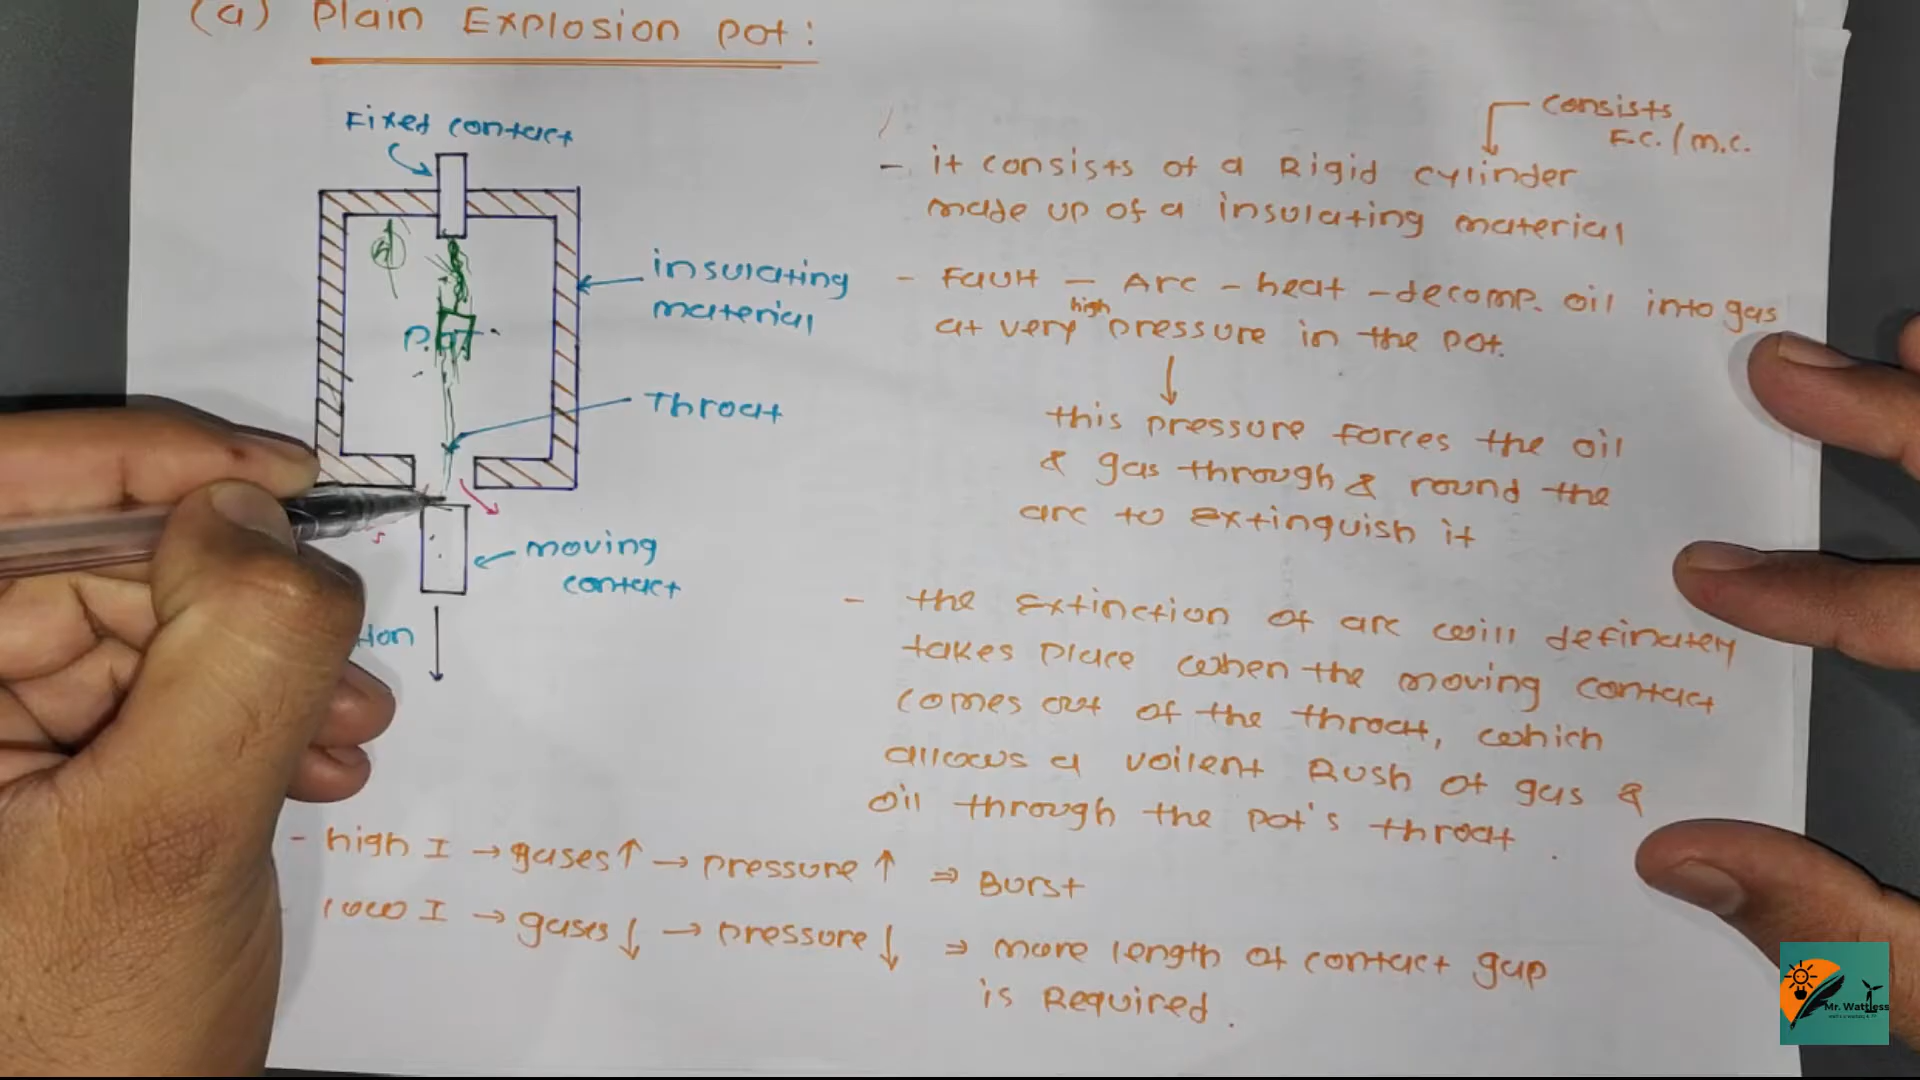 (a) Plain Explosion pot:
Fixed contact
insulating
material
Throat
moving
contact
consists
F.C. / m.C.
- it consists of a Rigid cylinder
made up of a insulating material
- Fault - Arc - heat - decomp. oil into gas
at very high pressure in the pot.
this pressure forces the oil
& gas through & round the
arc to extinguish it
- the extinction of arc will definately
takes place when the moving contact
comes out of the throat, which
allows a voilent Rush of gas &
oil through the pot's throat.
- high I → gases ↑ → pressure ↑ ⇒ Burst
low I → gases ↓ → pressure ↓ ⇒ more length of contact gap
is Required.
Mr. Wattless